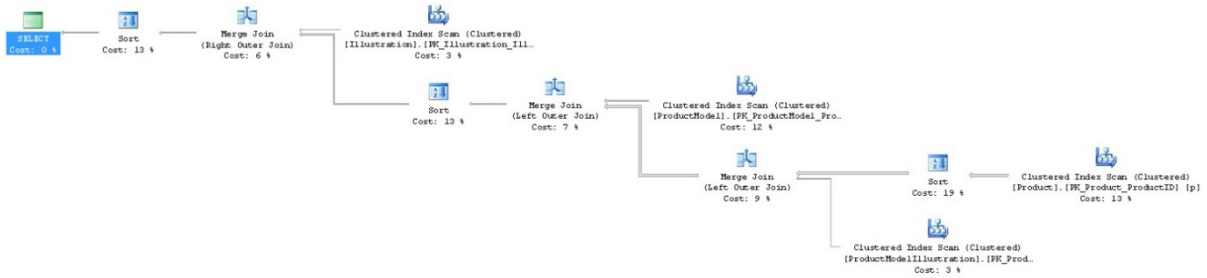 SELECT
Cost: 0 %
Sort
Cost: 13 %
Merge Join
(Right Outer Join)
Cost: 6 %
Clustered Index Scan (Clustered)
[Illustration].[PK_Illustration_Ill…
Cost: 3 %
Sort
Cost: 13 %
Merge Join
(Left Outer Join)
Cost: 7 %
Clustered Index Scan (Clustered)
[ProductModel].[PK_ProductModel_Pro…
Cost: 12 %
Merge Join
(Left Outer Join)
Cost: 9 %
Sort
Cost: 19 %
Clustered Index Scan (Clustered)
[Product].[PK_Product_ProductID] [p]
Cost: 13 %
Clustered Index Scan (Clustered)
[ProductModelIllustration].[PK_Prod…
Cost: 3 %